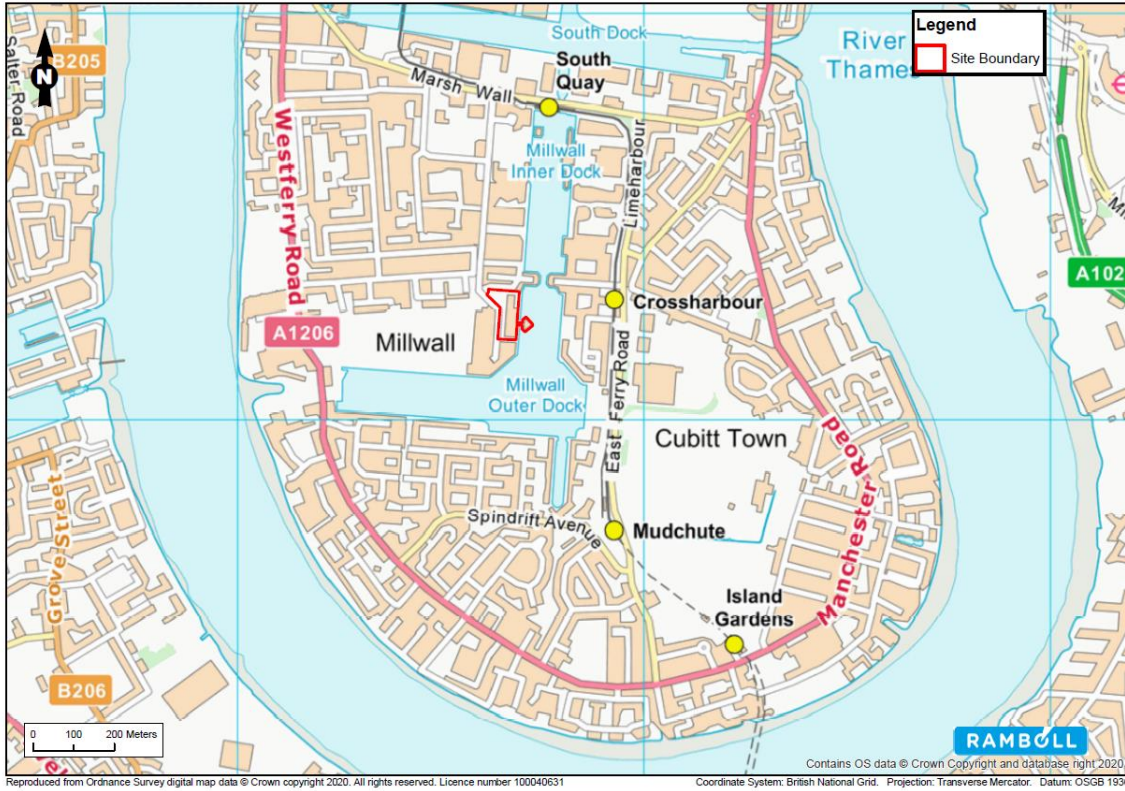 Legend
Site Boundary
N
Salter Road
B205
South Dock
River
Thames
South
Quay
Marsh Wall
Westferry Road
Millwall
Inner Dock
Limeharbour
Crossharbour
A102
A1206
Millwall
East Ferry Road
Millwall
Outer Dock
Cubitt Town
Manchester Road
Grove Street
Spindrift Avenue
Mudchute
Island
Gardens
B206
0 100 200 Meters
RAMBOLL
Contains OS data © Crown Copyright and database right 2020
Reproduced from Ordnance Survey digital map data © Crown copyright 2020. All rights reserved. Licence number 100040631
Coordinate System: British National Grid. Projection: Transverse Mercator. Datum: OSGB 1936